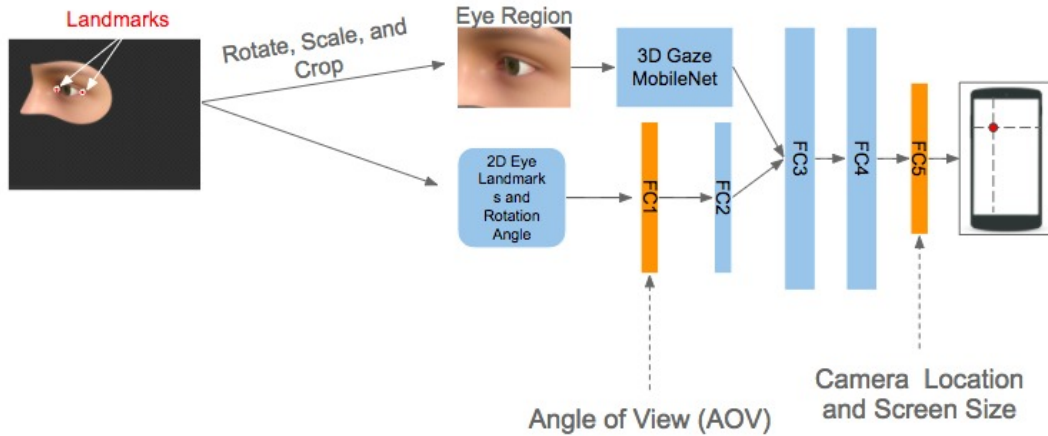 Landmarks
Rotate, Scale, and
Crop
Eye Region
3D Gaze
MobileNet
2D Eye
Landmark
s and
Rotation
Angle
FC1
FC2
FC3
FC4
FC5
Angle of View (AOV)
Camera Location
and Screen Size